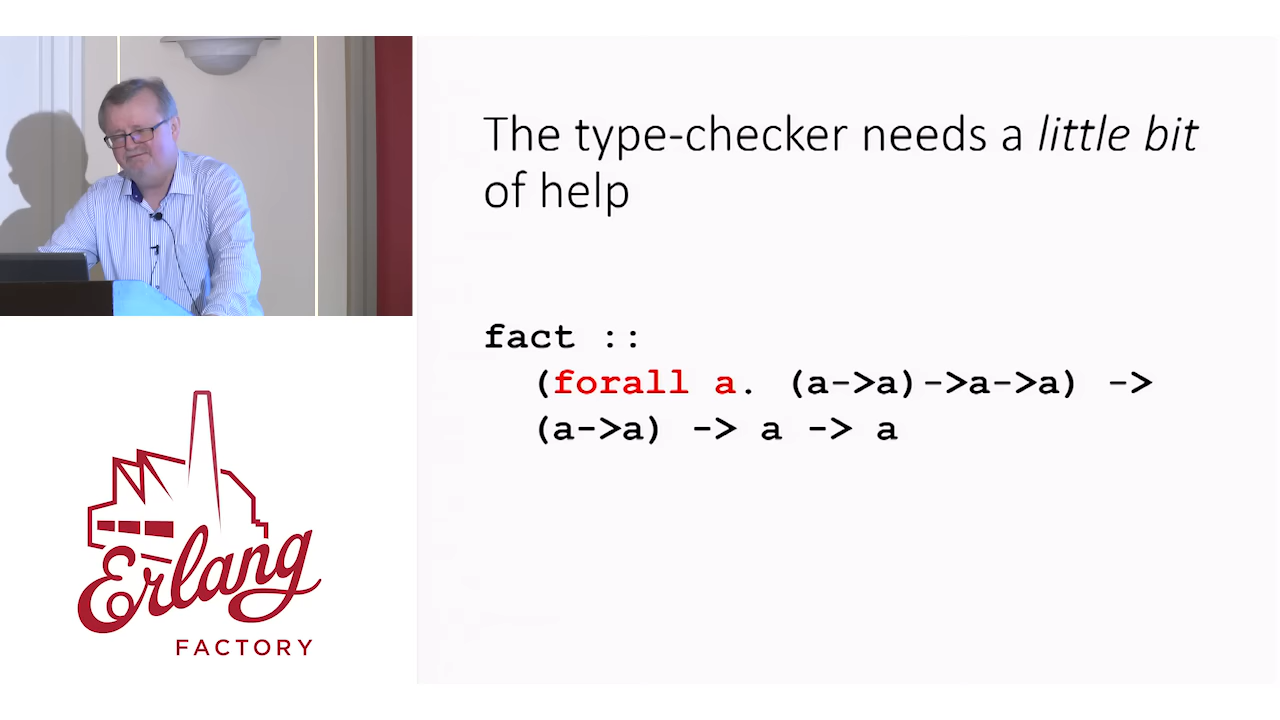 The type-checker needs a little bit
of help
fact ::
(forall a. (a->a)->a->a) ->
(a->a) -> a -> a
Erlang
FACTORY